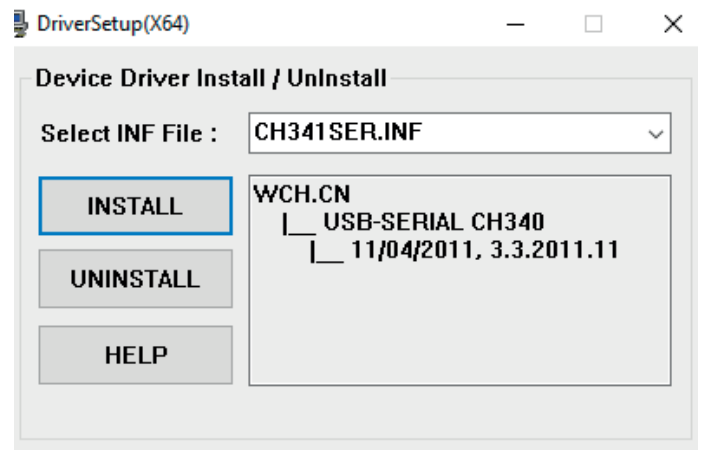 DriverSetup(X64)
Device Driver Install / UnInstall
Select INF File :
CH341SER.INF
INSTALL
UNINSTALL
HELP
WCH.CN
|__ USB-SERIAL CH340
|__ 11/04/2011, 3.3.2011.11